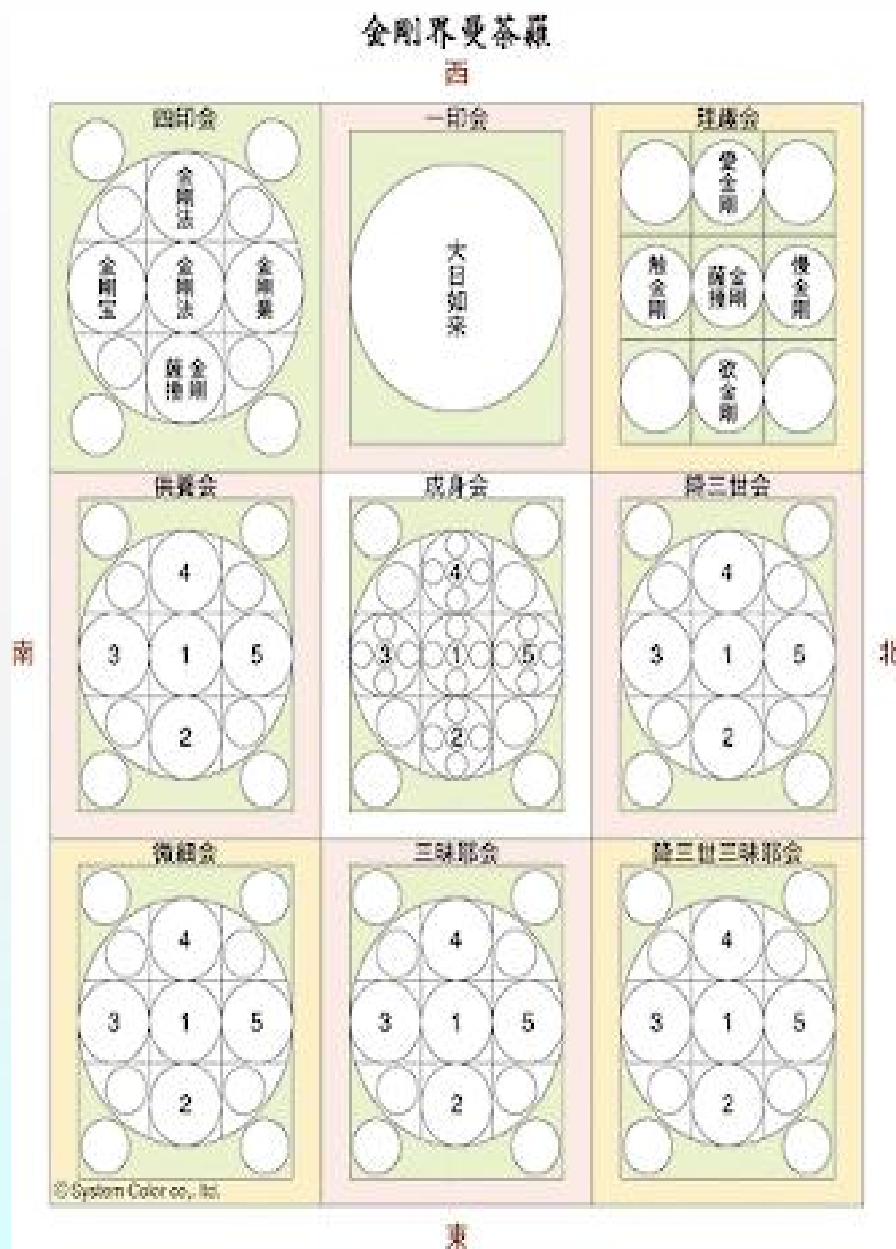 金剛界曼荼羅
西
四印会
一印会
理趣会
金剛法
金剛宝
金剛法
金剛業
金剛薩埵
大日如来
愛金剛
触金剛
金剛薩埵
慢金剛
欲金剛
供養会
成身会
降三世会
4
3 1 5
2
4
3 1 5
2
4
3 1 5
2
南
北
微細会
三昧耶会
降三世三昧耶会
4
3 1 5
2
4
3 1 5
2
4
3 1 5
2
© System Color co., ltd.
東